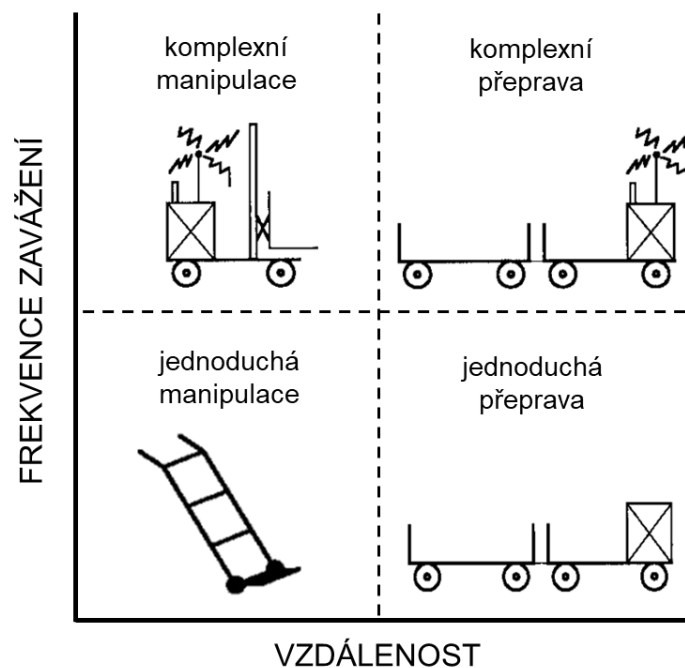 komplexní
manipulace
komplexní
přeprava
FREKVENCE ZAVÁŽENÍ
jednoduchá
manipulace
jednoduchá
přeprava
VZDÁLENOST